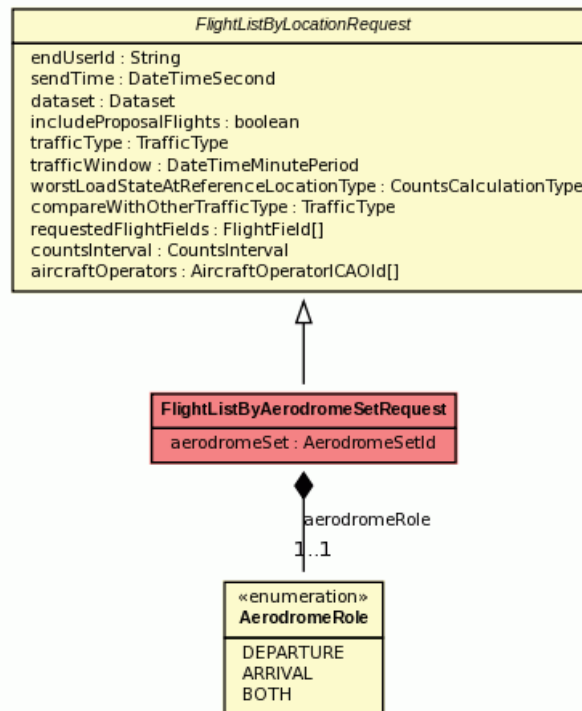 FlightListByLocationRequest
endUserId : String
sendTime : DateTimeSecond
dataset : Dataset
includeProposalFlights : boolean
trafficType : TrafficType
trafficWindow : DateTimeMinutePeriod
worstLoadStateAtReferenceLocationType : CountsCalculationType
compareWithOtherTrafficType : TrafficType
requestedFlightFields : FlightField[]
countsInterval : CountsInterval
aircraftOperators : AircraftOperatorICAOId[]
FlightListByAerodromeSetRequest
aerodromeSet : AerodromeSetId
aerodromeRole
1..1
«enumeration»
AerodromeRole
DEPARTURE
ARRIVAL
BOTH